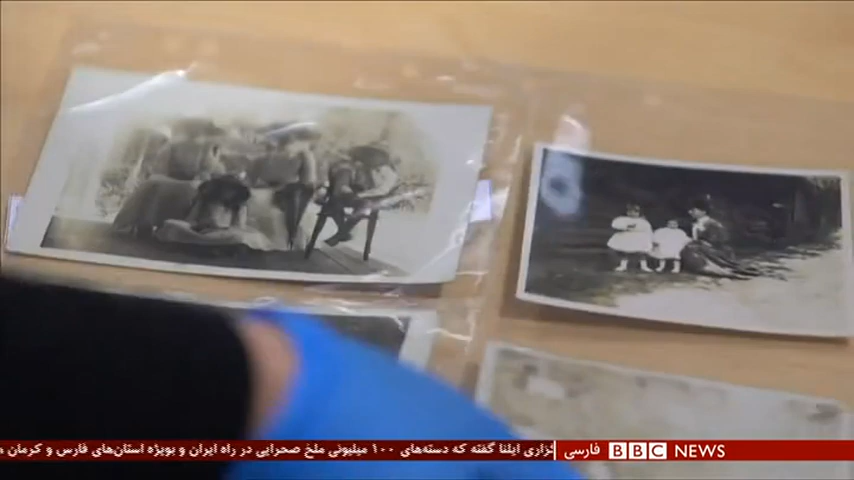 گزاری ایلنا گفته که دسته‌های ۱۰۰ میلیونی ملخ صحرایی در راه ایران و بویژه استان‌های فارس و کرمان
BBC NEWS فارسی